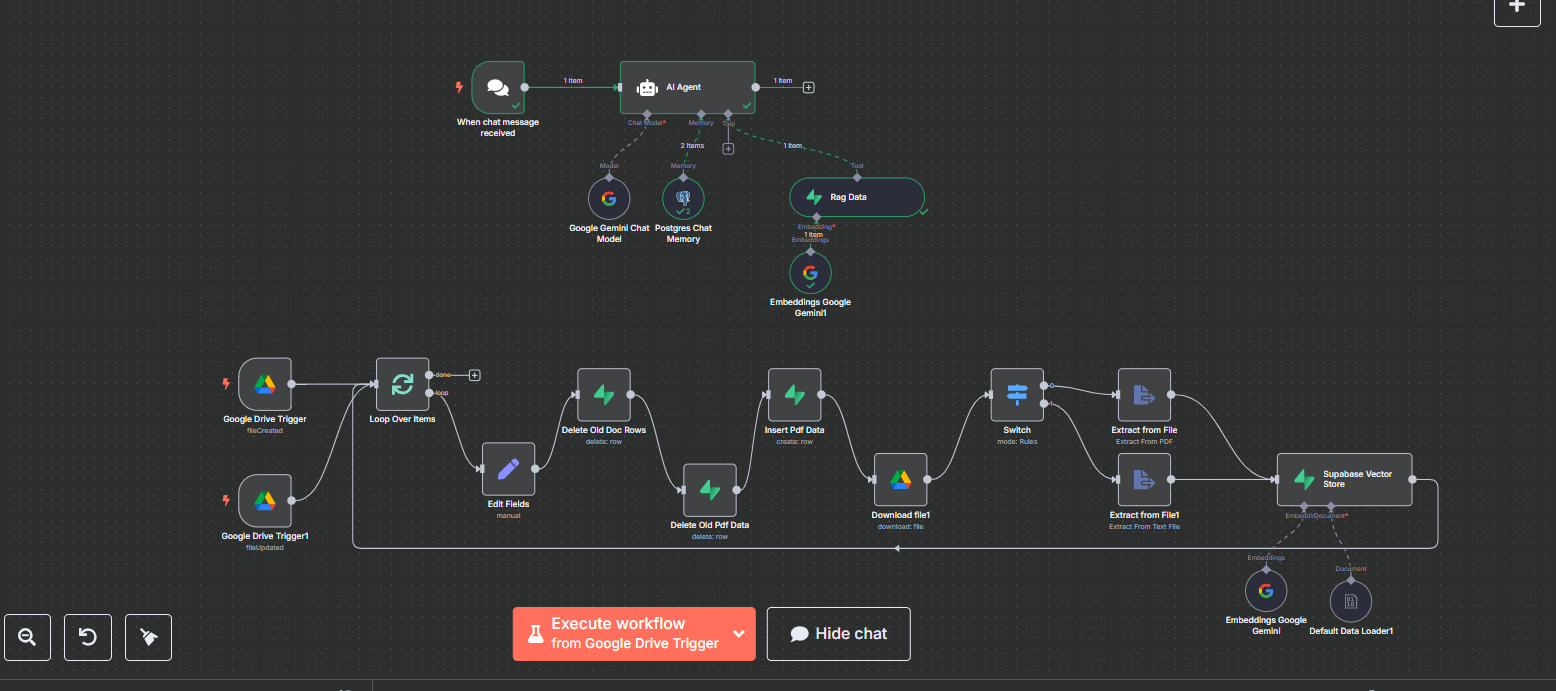 1 Item
AI Agent
1 Item
When chat message
received
Chat Model*
Memory
Tool
2 Items
1 Item
Model
Memory
Tool
Rag Data
Google Gemini Chat
Model
Postgres Chat
Memory
2
Embedding*
1 Item
Embeddings
Embeddings Google
Gemini1
Google Drive Trigger
fileCreated
Loop Over Items
done
loop
Edit Fields
manual
Delete Old Doc Rows
delete: row
Delete Old Pdf Data
delete: row
Insert Pdf Data
create: row
Download file1
download: file
Switch
mode: Rules
0
1
Extract from File
Extract From PDF
Extract from File1
Extract From Text File
Supabase Vector
Store
Document*
Google Drive Trigger1
fileUpdated
Embeddings
Document
Embeddings Google
Gemini
Default Data Loader1
Execute workflow
from Google Drive Trigger
Hide chat